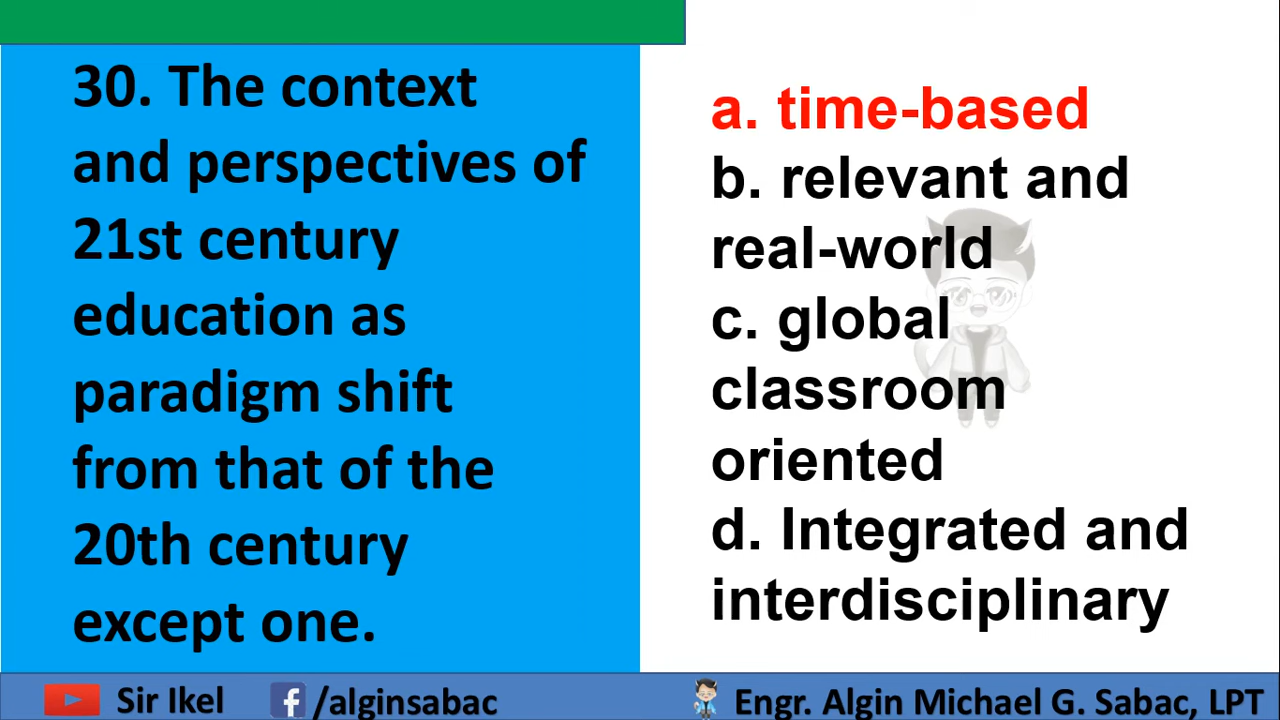 30. The context
and perspectives of
21st century
education as
paradigm shift
from that of the
20th century
except one.
a. time-based
b. relevant and
real-world
c. global
classroom
oriented
d. Integrated and
interdisciplinary
Sir Ikel
/alginsabac
Engr. Algin Michael G. Sabac, LPT